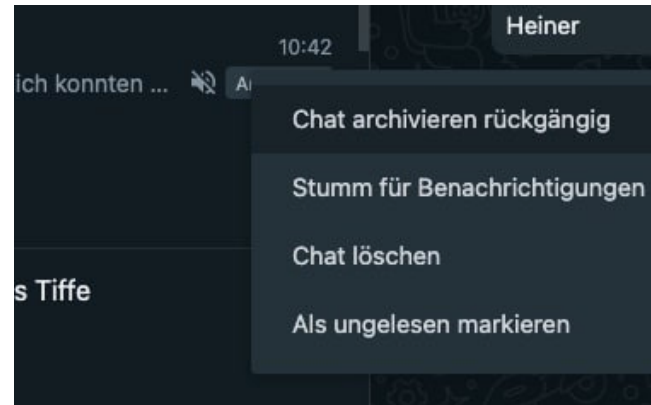 Heiner
10:42
ich konnten ...
Chat archivieren rückgängig
Stumm für Benachrichtigungen
Chat löschen
s Tiffe
Als ungelesen markieren